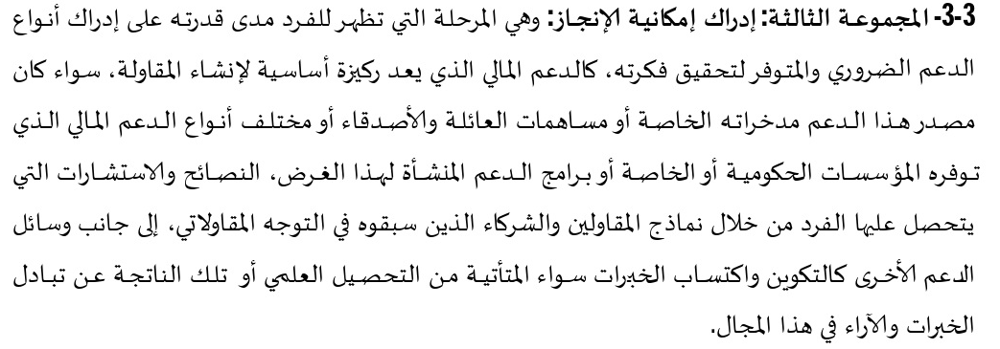 3-3- المجموعة الثالثة: إدراك إمكانية الإنجاز: وهي المرحلة التي تظهر للفرد مدى قدرته على إدراك أنواع
الدعم الضروري والمتوفر لتحقيق فكرته، كالدعم المالي الذي يعد ركيزة أساسية لإنشاء المقاولة، سواء كان
مصدر هذا الدعم مدخراته الخاصة أو مساهمات العائلة والأصدقاء أو مختلف أنواع الدعم المالي الذي
توفره المؤسسات الحكومية أو الخاصة أو برامج الدعم المنشأة لهذا الغرض، النصائح والاستشارات التي
يتحصل عليها الفرد من خلال نماذج المقاولين والشركاء الذين سبقوه في التوجه المقاولاتي، إلى جانب وسائل
الدعم الأخرى كالتكوين واكتساب الخبرات سواء المتأتية من التحصيل العلمي أو تلك الناتجة عن تبادل
الخبرات والآراء في هذا المجال.